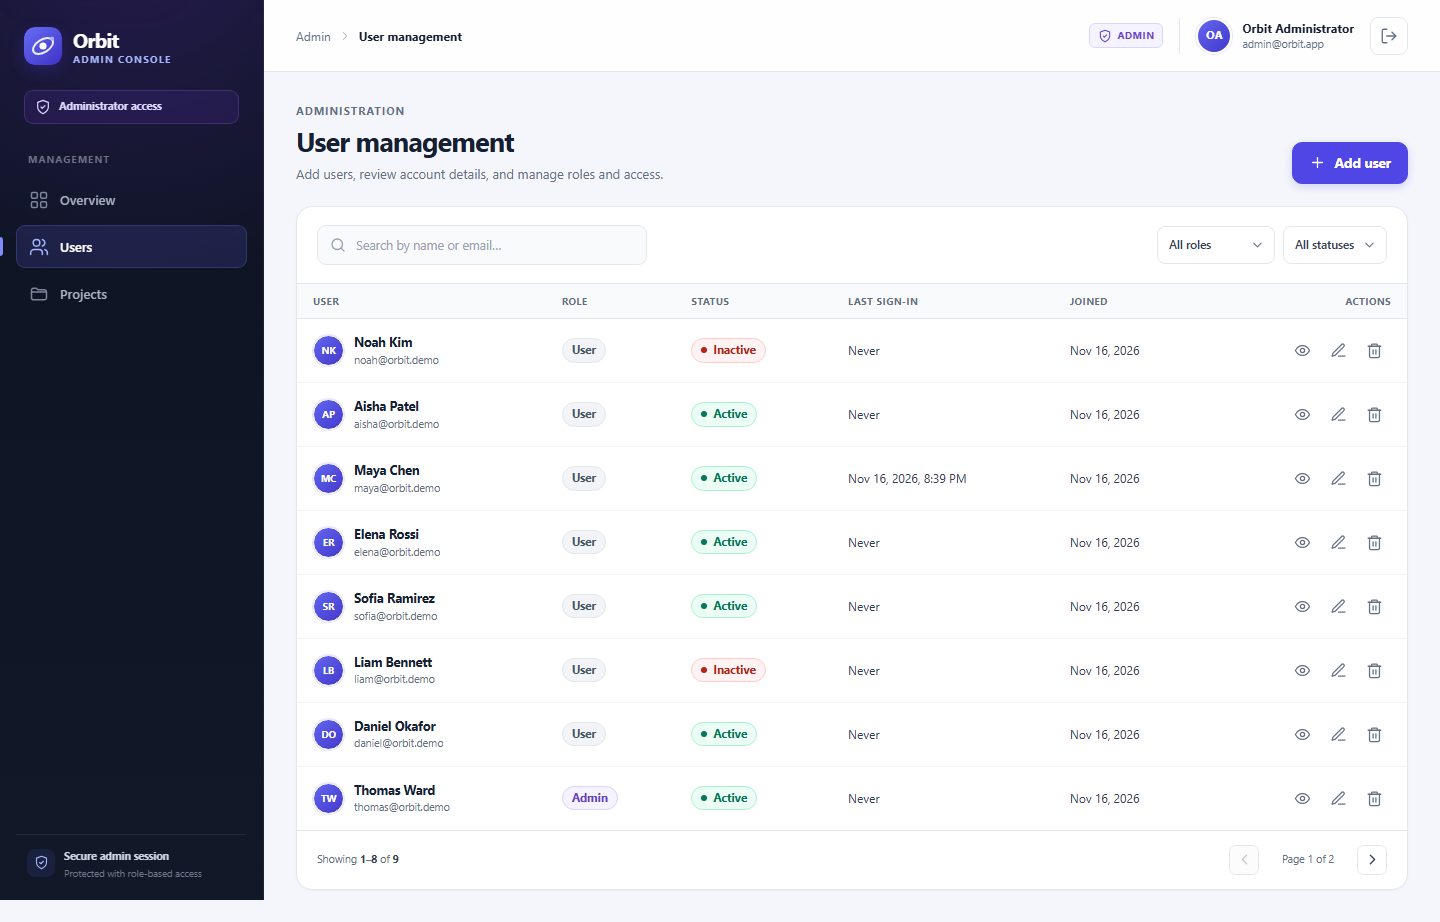 Orbit
ADMIN CONSOLE
Administrator access
MANAGEMENT
Overview
Users
Projects
Secure admin session
Protected with role-based access
Admin > User management
ADMIN
OA
Orbit Administrator
admin@orbit.app
ADMINISTRATION
User management
Add users, review account details, and manage roles and access.
+ Add user
Search by name or email...
All roles
All statuses
USER ROLE STATUS LAST SIGN-IN JOINED ACTIONS
NK Noah Kim User Inactive Never Nov 16, 2026
noah@orbit.demo
AP Aisha Patel User Active Never Nov 16, 2026
aisha@orbit.demo
MC Maya Chen User Active Nov 16, 2026, 8:39 PM Nov 16, 2026
maya@orbit.demo
ER Elena Rossi User Active Never Nov 16, 2026
elena@orbit.demo
SR Sofia Ramirez User Active Never Nov 16, 2026
sofia@orbit.demo
LB Liam Bennett User Inactive Never Nov 16, 2026
liam@orbit.demo
DO Daniel Okafor User Active Never Nov 16, 2026
daniel@orbit.demo
TW Thomas Ward Admin Active Never Nov 16, 2026
thomas@orbit.demo
Showing 1–8 of 9
Page 1 of 2